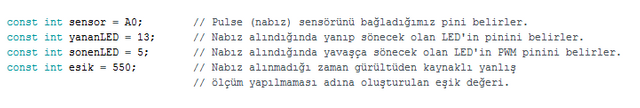 const int sensor = A0;        // Pulse (nabız) sensörünü bağladığımız pini belirler.
const int yananLED = 13;      // Nabız alındığında yanıp sönecek olan LED'in pinini belirler.
const int sonenLED = 5;       // Nabız alındığında yavaşça sönecek olan LED'in PWM pinini belirler.
const int esik = 550;         // Nabız alınmadığı zaman gürültüden kaynaklı yanlış
                              // ölçüm yapılmaması adına oluşturulan eşik değeri.